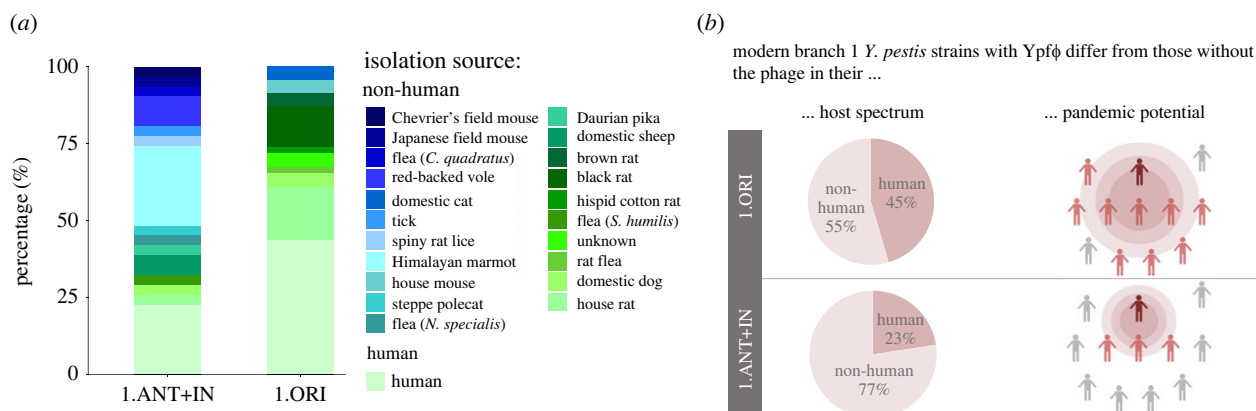 (a)
100
75
50
25
0
percentage (%)
1.ANT+IN
1.ORI
isolation source:
non-human
Chevrier's field mouse
Japanese field mouse
flea (C. quadratus)
red-backed vole
domestic cat
tick
spiny rat lice
Himalayan marmot
house mouse
steppe polecat
flea (N. specialis)
Daurian pika
domestic sheep
brown rat
black rat
hispid cotton rat
flea (S. humilis)
unknown
rat flea
domestic dog
house rat
human
human
(b)
modern branch 1 Y. pestis strains with Ypfϕ differ from those without
the phage in their ...
... host spectrum
... pandemic potential
1.ORI
non-
human
55%
human
45%
1.ANT+IN
human
23%
non-human
77%